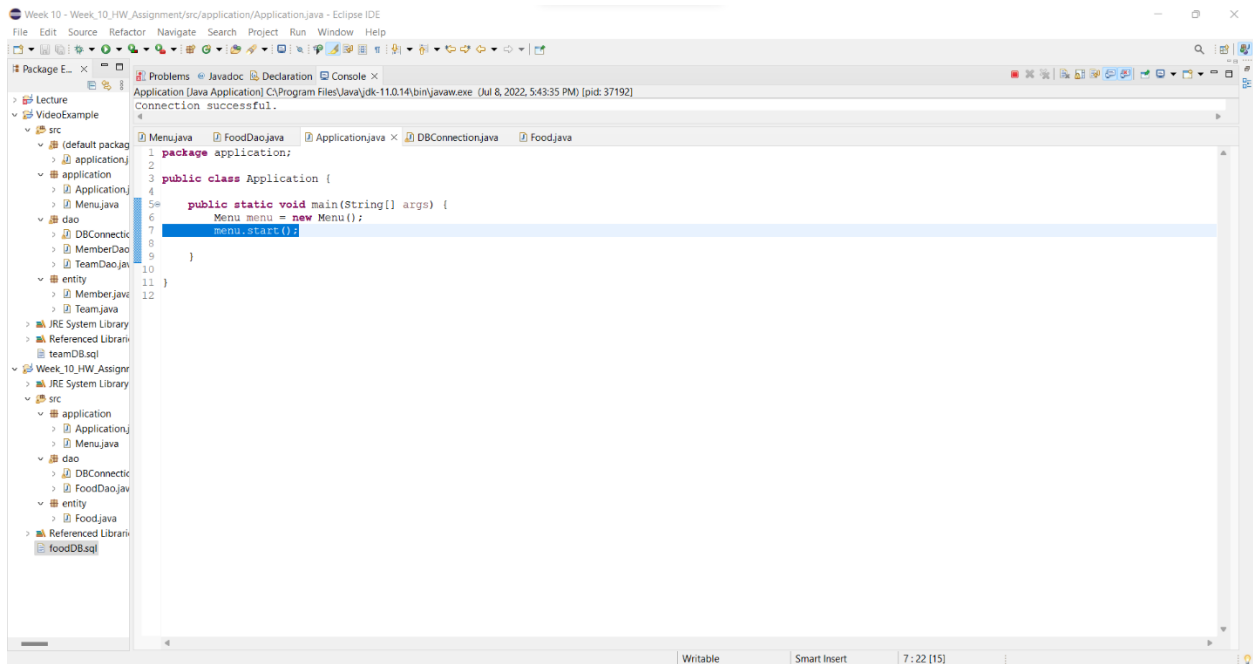 Week 10 - Week_10_HW_Assignment/src/application/Application.java - Eclipse IDE
File Edit Source Refactor Navigate Search Project Run Window Help
Package E...
Problems Javadoc Declaration Console
Application [Java Application] C:\Program Files\Java\jdk-11.0.14\bin\javaw.exe (Jul 8, 2022, 5:43:35 PM) [pid: 37192]
Connection successful.
Lecture
VideoExample
src
(default packag
application.j
application
Application.j
Menu.java
dao
DBConnectic
MemberDao
TeamDao.jav
entity
Member.java
Team.java
JRE System Library
Referenced Librari
teamDB.sql
Week_10_HW_Assignr
JRE System Library
src
application
Application.j
Menu.java
dao
DBConnectic
FoodDao.jav
entity
Food.java
Referenced Librari
foodDB.sql
Menu.java FoodDao.java Application.java DBConnection.java Food.java
1 package application;
2
3 public class Application {
4
5 public static void main(String[] args) {
6 Menu menu = new Menu();
7 menu.start();
8
9 }
10
11 }
12
Writable Smart Insert 7 : 22 [15]